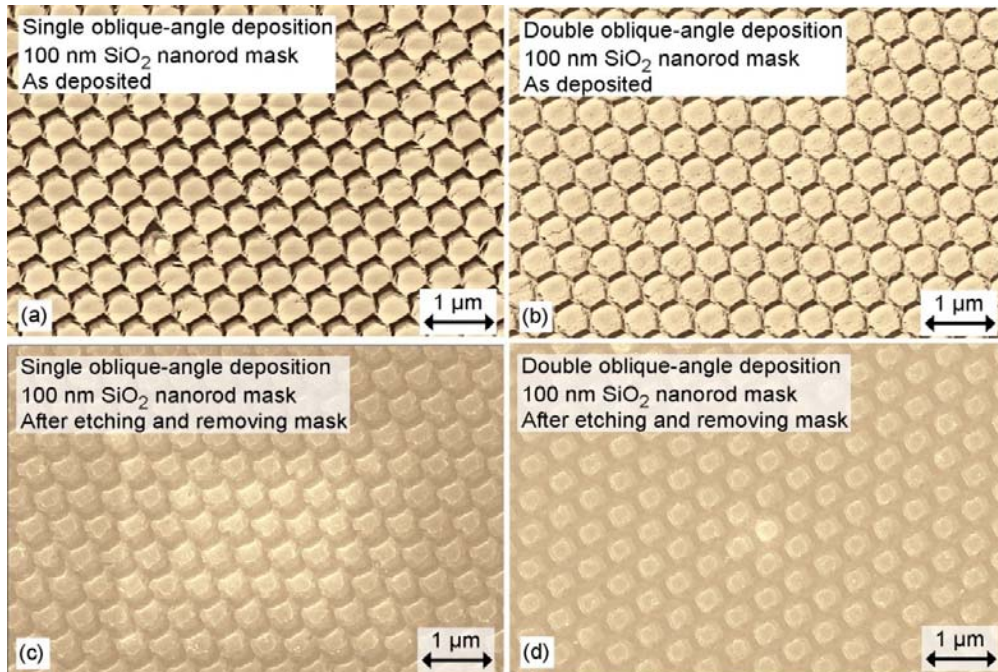 Single oblique-angle deposition
100 nm SiO₂ nanorod mask
As deposited
(a)
1 µm
Double oblique-angle deposition
100 nm SiO₂ nanorod mask
As deposited
(b)
1 µm
Single oblique-angle deposition
100 nm SiO₂ nanorod mask
After etching and removing mask
(c)
1 µm
Double oblique-angle deposition
100 nm SiO₂ nanorod mask
After etching and removing mask
(d)
1 µm